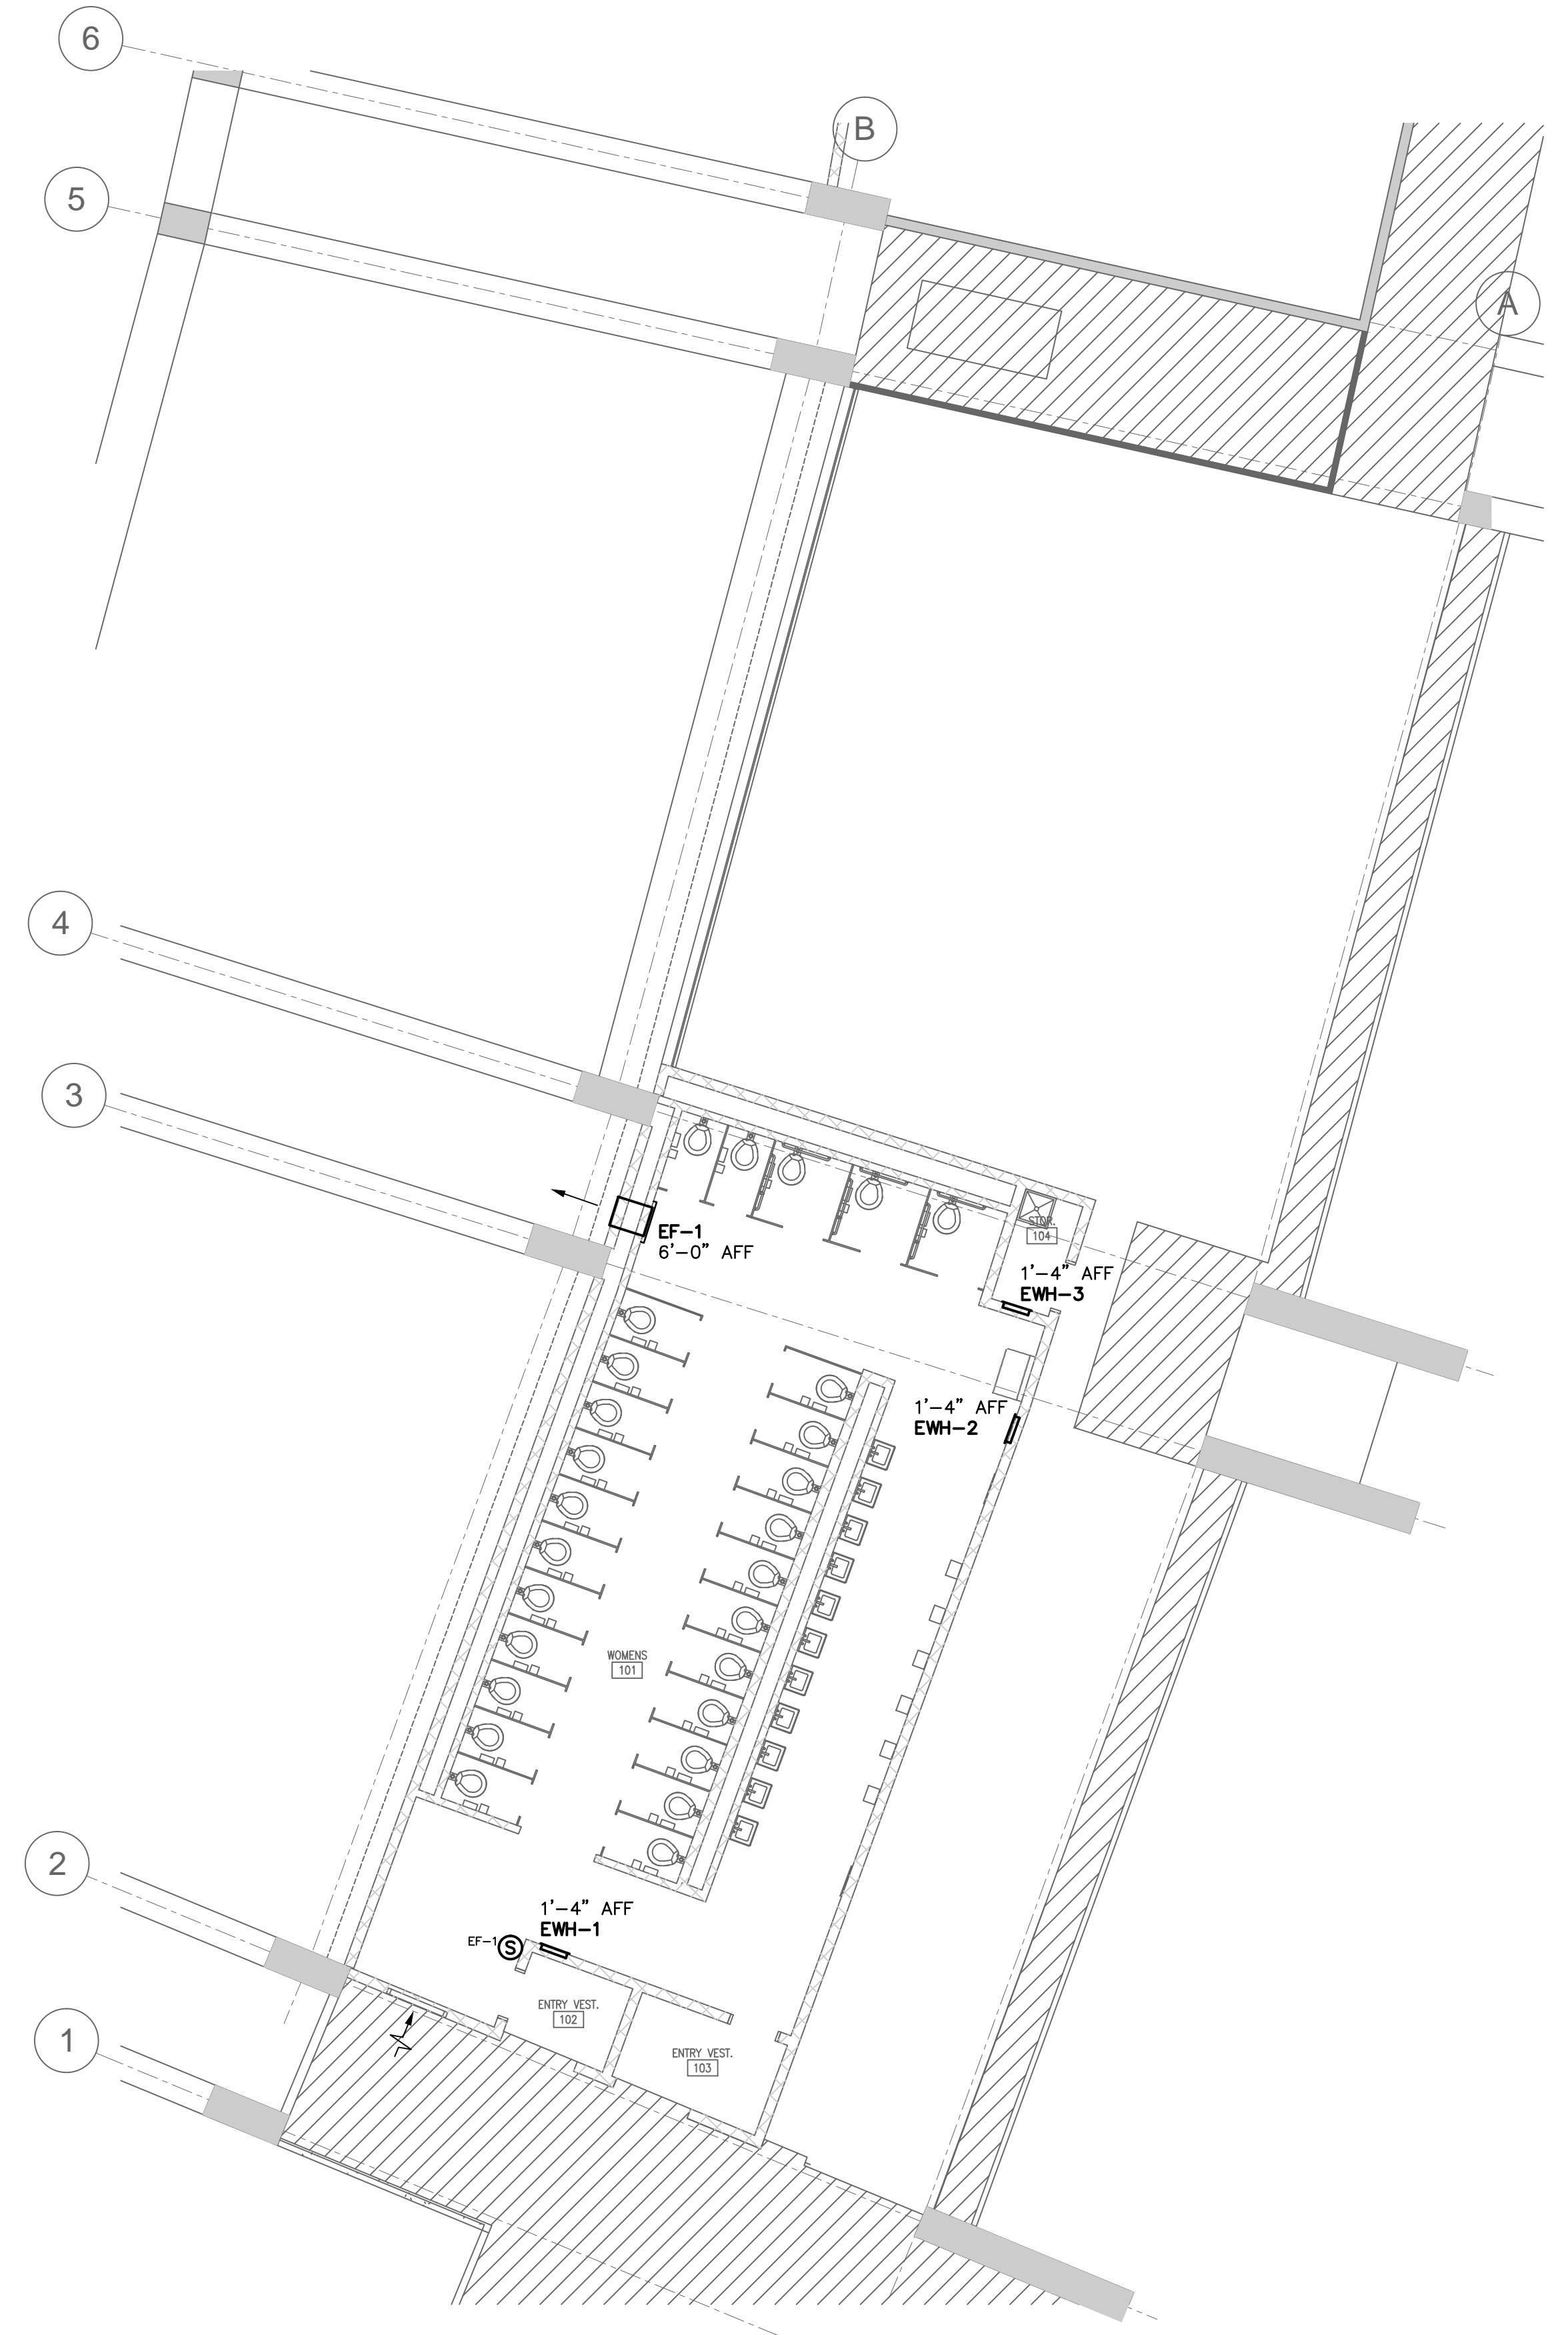 6
B
5
A
4
3
EF-1
6'-0" AFF
STOR.
104
1'-4" AFF
EWH-3
1'-4" AFF
EWH-2
WOMENS
101
2
1'-4" AFF
EWH-1
EF-1 S
ENTRY VEST.
102
1
ENTRY VEST.
103